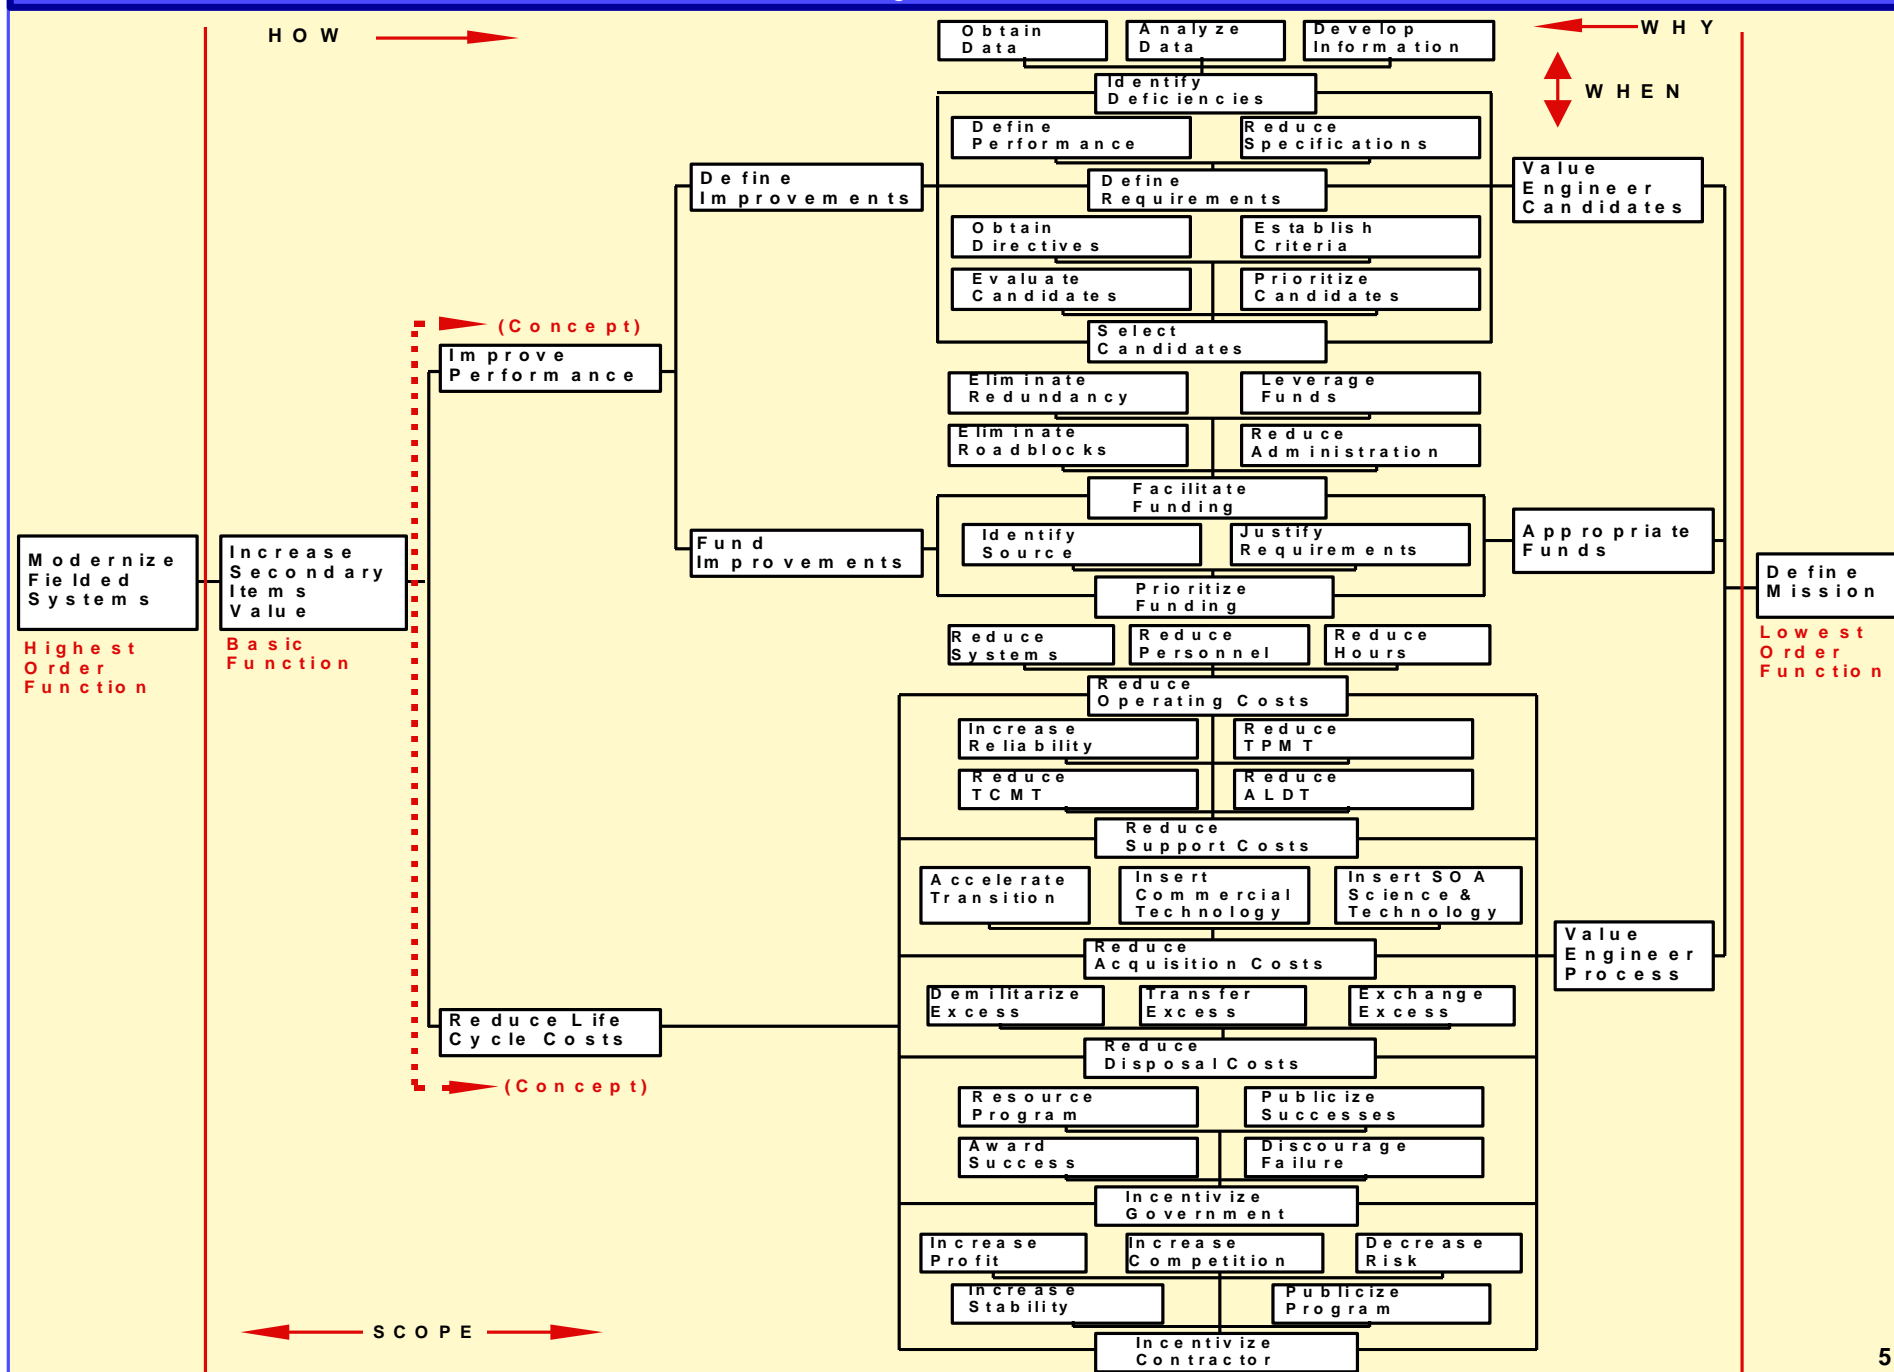 HOW
WHY
WHEN
Obtain
Data
Analyze
Data
Develop
Information
Identify
Deficiencies
Define
Performance
Reduce
Specifications
Define
Improvements
Define
Requirements
Value
Engineer
Candidates
Obtain
Directives
Establish
Criteria
Evaluate
Candidates
Prioritize
Candidates
(Concept)
Select
Candidates
Improve
Performance
Eliminate
Redundancy
Leverage
Funds
Eliminate
Roadblocks
Reduce
Administration
Facilitate
Funding
Modernize
Fielded
Systems
Highest
Order
Function
Increase
Secondary
Items
Value
Basic
Function
Fund
Improvements
Identify
Source
Justify
Requirements
Appropriate
Funds
Define
Mission
Lowest
Order
Function
Prioritize
Funding
Reduce
Systems
Reduce
Personnel
Reduce
Hours
Reduce
Operating Costs
Increase
Reliability
Reduce
TPMT
Reduce
TCMT
Reduce
ALDT
Reduce
Support Costs
Accelerate
Transition
Insert
Commercial
Technology
Insert SOA
Science &
Technology
Reduce
Acquisition Costs
Value
Engineer
Process
Demilitarize
Excess
Transfer
Excess
Exchange
Excess
Reduce Life
Cycle Costs
Reduce
Disposal Costs
(Concept)
Resource
Program
Publicize
Successes
Award
Success
Discourage
Failure
Incentivize
Government
Increase
Profit
Increase
Competition
Decrease
Risk
Increase
Stability
Publicize
Program
SCOPE
Incentivize
Contractor
5